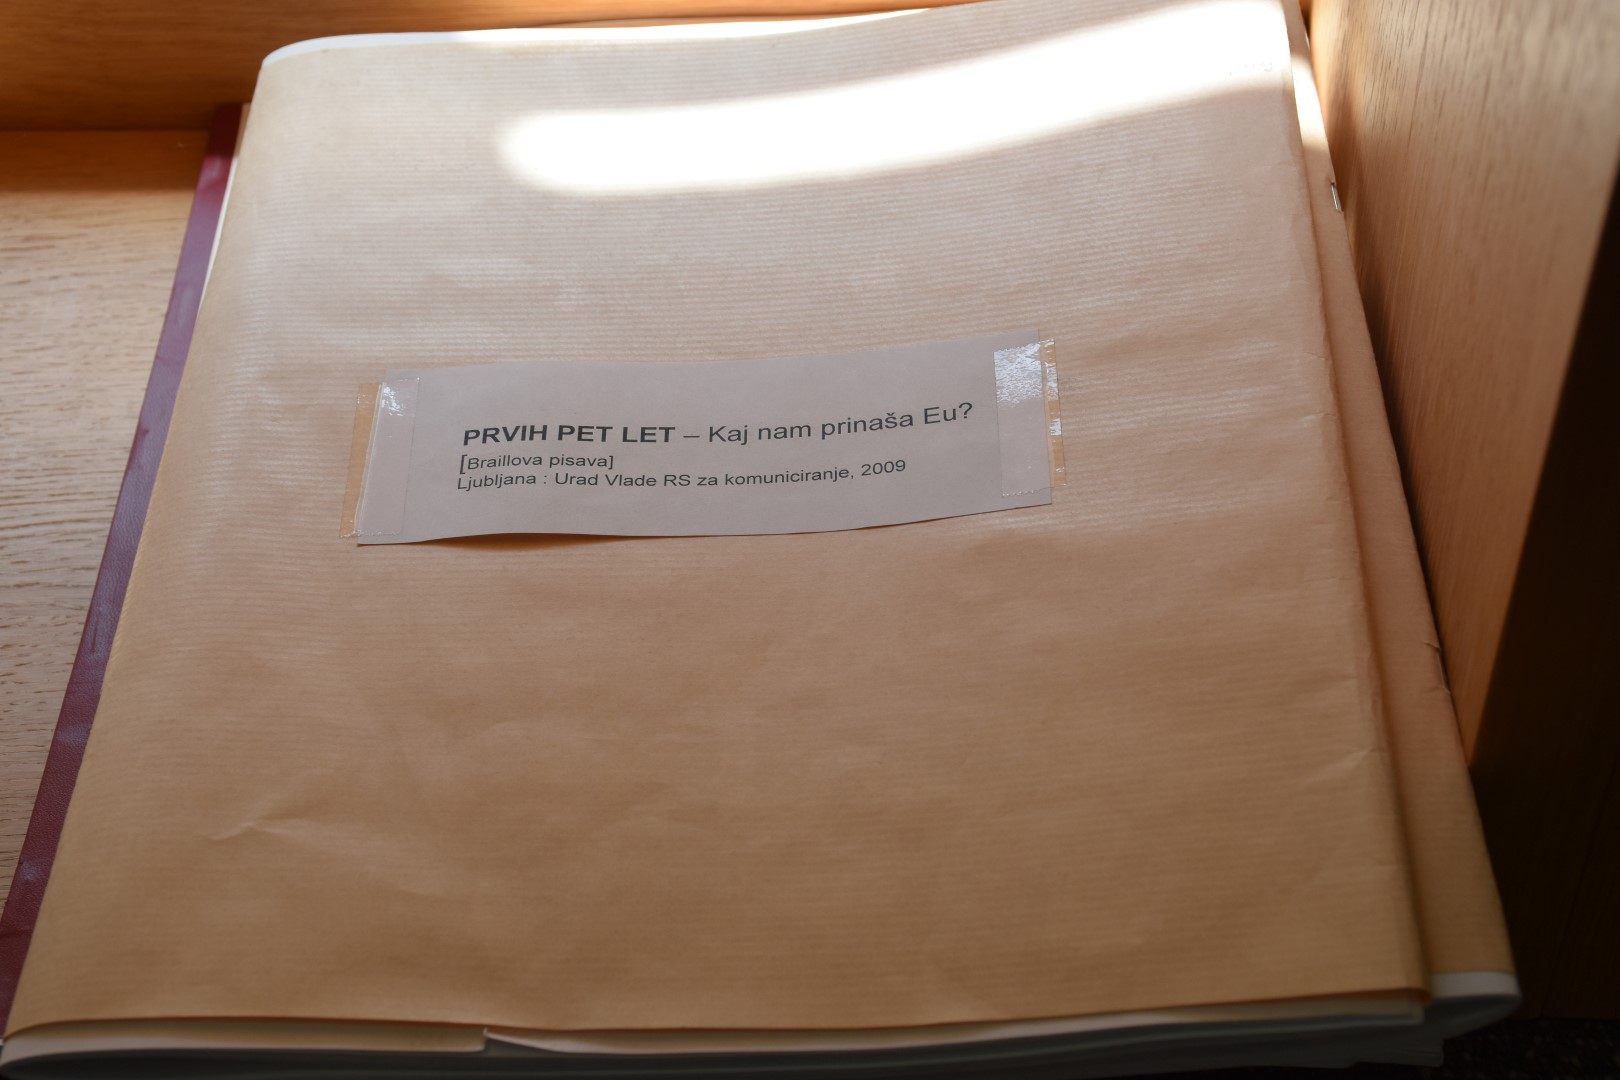 PRVIH PET LET – Kaj nam prinaša Eu?
[Braillova pisava]
Ljubljana : Urad Vlade RS za komuniciranje, 2009